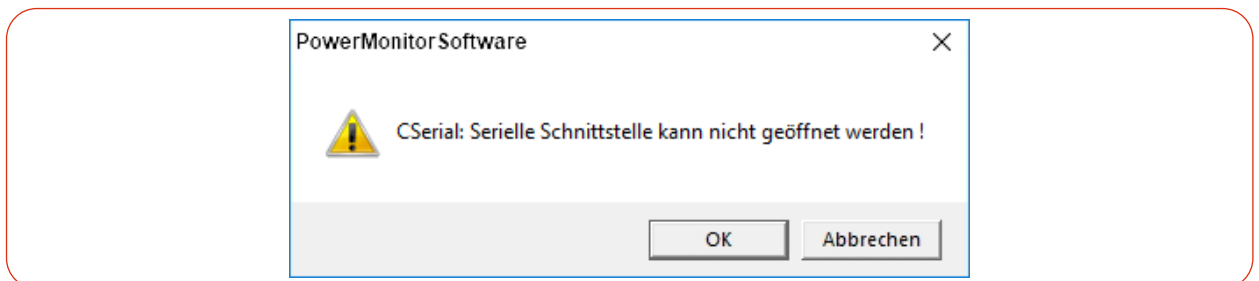 PowerMonitorSoftware
CSerial: Serielle Schnittstelle kann nicht geöffnet werden !
OK
Abbrechen